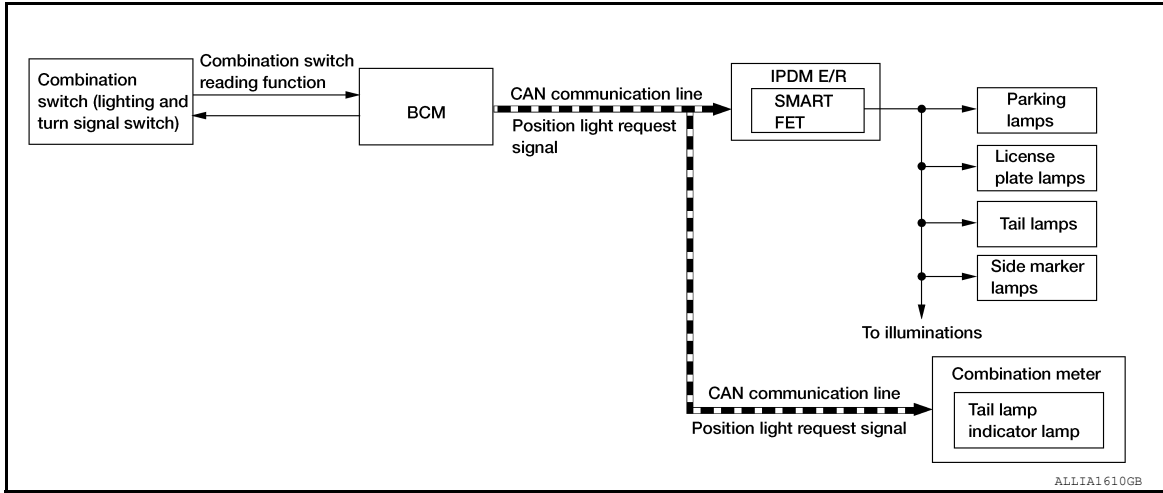 Combination
switch (lighting and
turn signal switch)
Combination switch
reading function
BCM
CAN communication line
Position light request
signal
IPDM E/R
SMART
FET
Parking
lamps
License
plate lamps
Tail lamps
Side marker
lamps
To illuminations
CAN communication line
Position light request signal
Combination meter
Tail lamp
indicator lamp
ALLIA1610GB